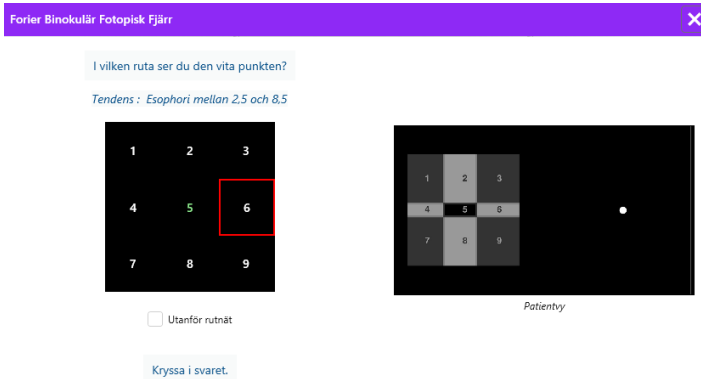 Forier Binokulär Fotopisk Fjärr
I vilken ruta ser du den vita punkten?
Tendens : Esophori mellan 2,5 och 8,5
1 2 3
4 5 6
7 8 9
Utanför rutnät
Kryssa i svaret.
1 2 3
4 5 6
7 8 9
Patientvy